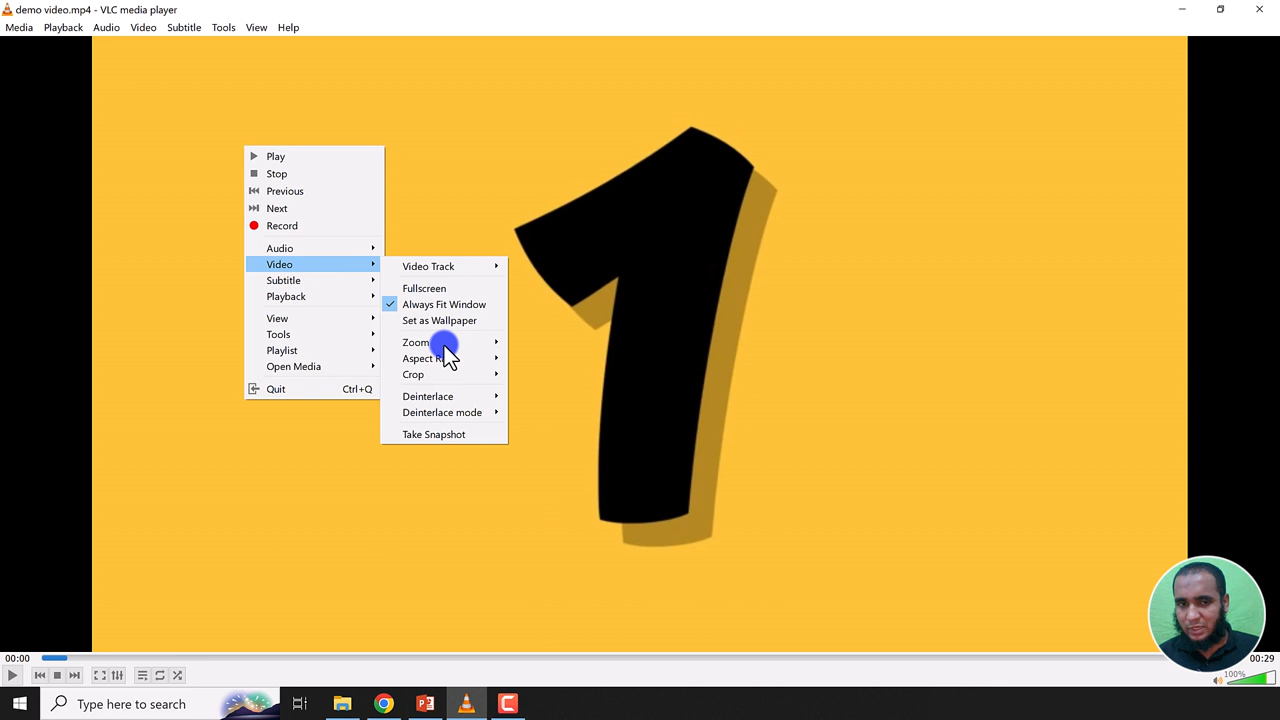 demo video.mp4 - VLC media player
Media Playback Audio Video Subtitle Tools View Help
1
Play
Stop
Previous
Next
Record
Audio
Video
Subtitle
Playback
View
Tools
Playlist
Open Media
Quit Ctrl+Q
Video Track
Fullscreen
Always Fit Window
Set as Wallpaper
Zoom
Aspect
Crop
Deinterlace
Deinterlace mode
Take Snapshot
00:00
00:29
100%
Type here to search